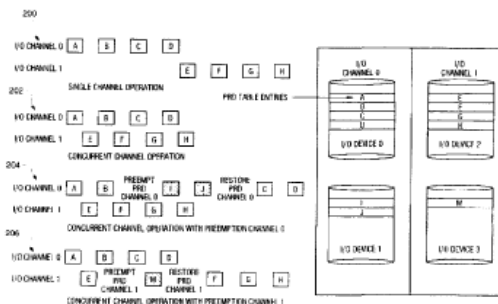 200
I/O CHANNEL 0 A B C D
I/O CHANNEL 1 E F G H
SINGLE CHANNEL OPERATION
202
I/O CHANNEL 0 A B C D
I/O CHANNEL 1 E F G H
CONCURRENT CHANNEL OPERATION
204
PREEMPT PRD CHANNEL 0
RESTORE PRD CHANNEL 0
I/O CHANNEL 0 A B I J C D
I/O CHANNEL 1 E F G H
CONCURRENT CHANNEL OPERATION WITH PREEMPTION CHANNEL 0
206
I/O CHANNEL 0 A B C D
PREEMPT PRD CHANNEL 1
RESTORE PRD CHANNEL 1
I/O CHANNEL 1 E M F G H
CONCURRENT CHANNEL OPERATION WITH PREEMPTION CHANNEL 1
I/O CHANNEL 0
I/O CHANNEL 1
PRD TABLE ENTRIES
A
C
E
F
G
H
I/O DEVICE 0
I/O DEVICE 2
I
J
M
I/O DEVICE 1
I/O DEVICE 3